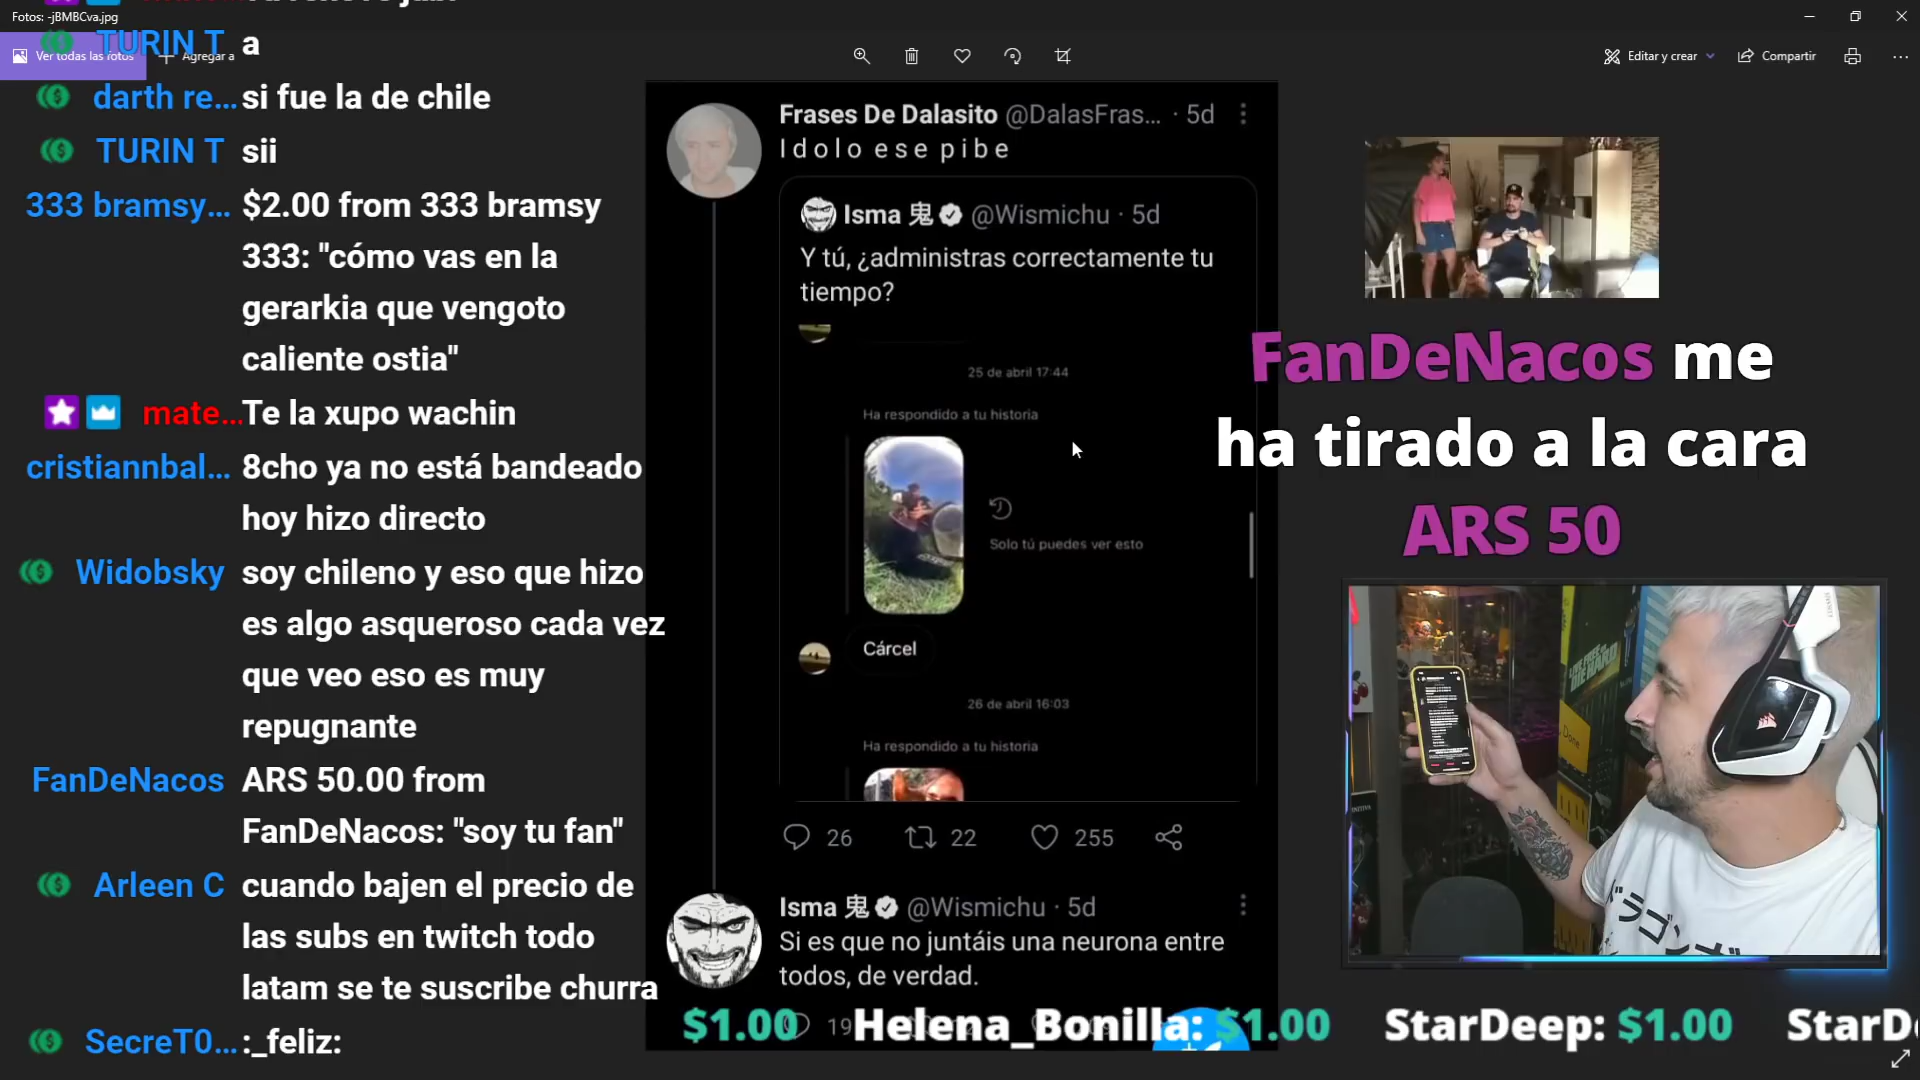 Fotos: -jBMBCva.jpg
Ver todas las fotos
Agregar a
Editar y crear
Compartir
TURIN T a
darth re... si fue la de chile
TURIN T sii
333 bramsy... $2.00 from 333 bramsy
333: "cómo vas en la
gerarkia que vengoto
caliente ostia"
mate... Te la xupo wachin
cristiannbal... 8cho ya no está bandeado
hoy hizo directo
Widobsky soy chileno y eso que hizo
es algo asqueroso cada vez
que veo eso es muy
repugnante
FanDeNacos ARS 50.00 from
FanDeNacos: "soy tu fan"
Arleen C cuando bajen el precio de
las subs en twitch todo
latam se te suscribe churra
SecreT0... :_feliz:
Frases De Dalasito @DalasFras... · 5d
I d o l o e s e p i b e
Isma 鬼 @Wismichu · 5d
Y tú, ¿administras correctamente tu
tiempo?
25 de abril 17:44
Ha respondido a tu historia
Solo tú puedes ver esto
Cárcel
26 de abril 16:03
Ha respondido a tu historia
26 22 255
Isma 鬼 @Wismichu · 5d
Si es que no juntáis una neurona entre
todos, de verdad.
19
FanDeNacos me
ha tirado a la cara
ARS 50
$1.00 Helena_Bonilla: $1.00 StarDeep: $1.00 StarD